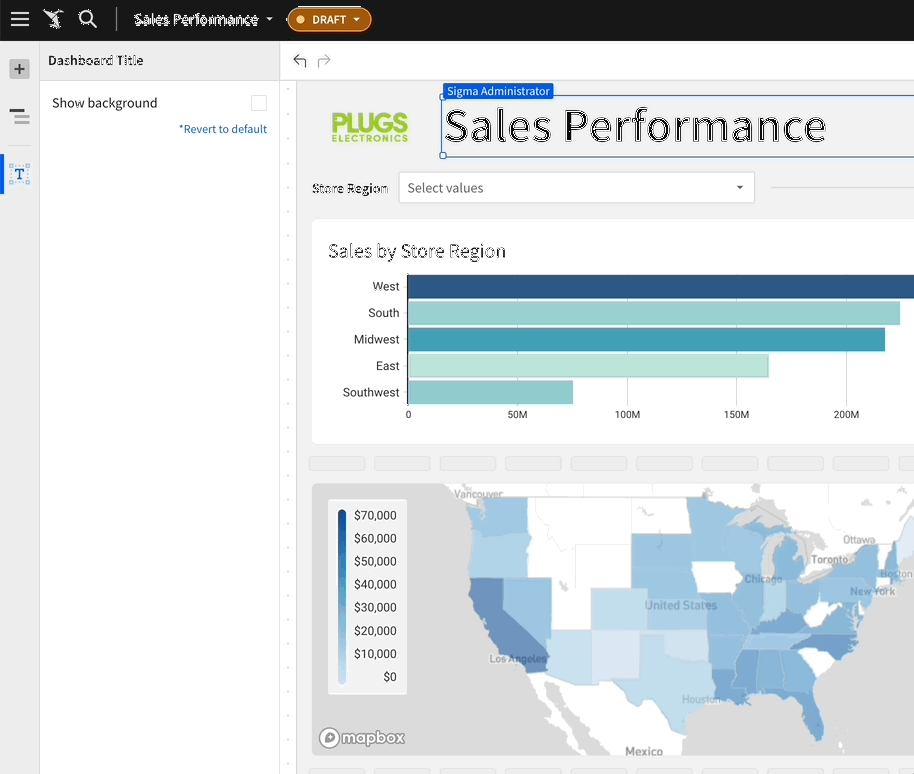 Sales Performance
DRAFT
Dashboard Title
Show background
*Revert to default
T
Sigma Administrator
PLUGS
ELECTRONICS
Sales Performance
Store Region
Select values
Sales by Store Region
West
South
Midwest
East
Southwest
0 50M 100M 150M 200M
$70,000
$60,000
$50,000
$40,000
$30,000
$20,000
$10,000
$0
Vancouver
Ottawa
Toronto
Boston
Chicago
New York
United States
Los Angeles
Houston
Mexico
mapbox